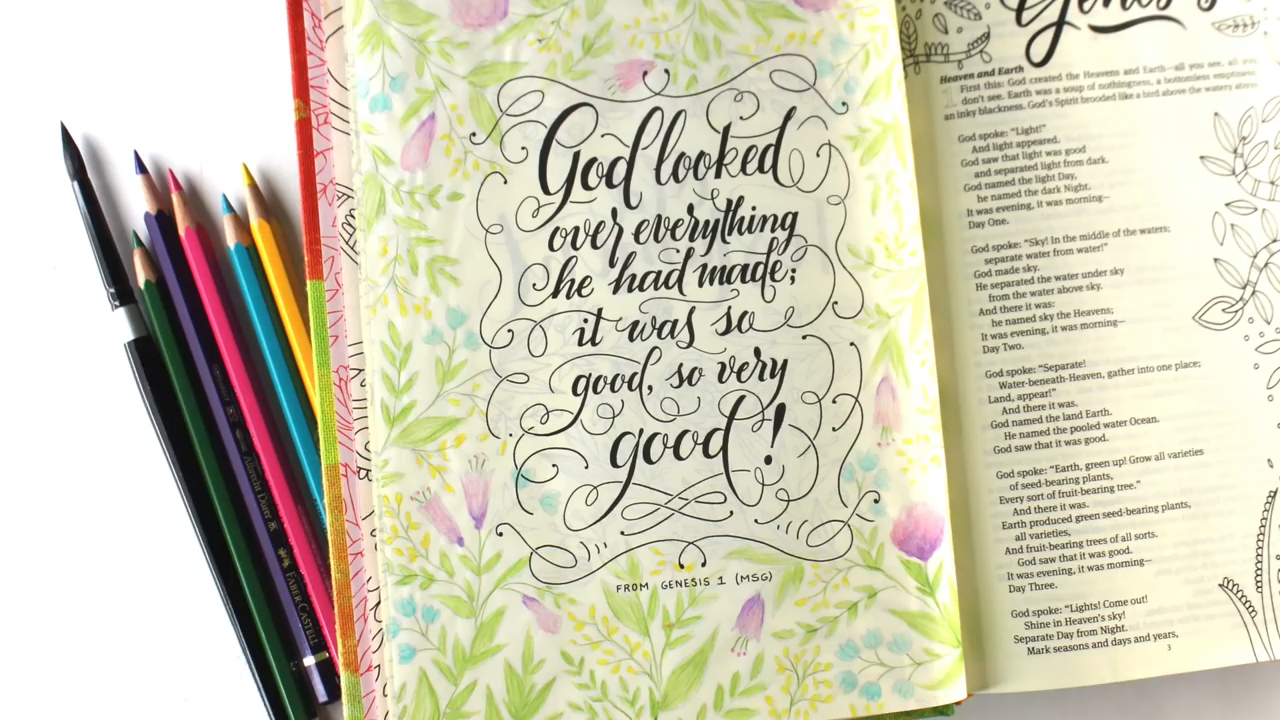 God looked
over everything
he had made;
it was so
good, so very
good!
FROM GENESIS 1 (MSG)
Albrecht Dürer
FABER-CASTELL
Genesis
Heaven and Earth
First this: God created the Heavens and Earth—all you see, all you
don't see. Earth was a soup of nothingness, a bottomless emptiness,
an inky blackness. God's Spirit brooded like a bird above the watery abyss.
God spoke: "Light!"
And light appeared.
God saw that light was good
and separated light from dark.
God named the light Day,
he named the dark Night.
It was evening, it was morning—
Day One.
God spoke: "Sky! In the middle of the waters;
separate water from water!"
God made sky.
He separated the water under sky
from the water above sky.
And there it was:
he named sky the Heavens;
It was evening, it was morning—
Day Two.
God spoke: "Separate!
Water-beneath-Heaven, gather into one place;
Land, appear!"
And there it was.
God named the land Earth.
He named the pooled water Ocean.
God saw that it was good.
God spoke: "Earth, green up! Grow all varieties
of seed-bearing plants,
Every sort of fruit-bearing tree."
And there it was.
Earth produced green seed-bearing plants,
all varieties,
And fruit-bearing trees of all sorts.
God saw that it was good.
It was evening, it was morning—
Day Three.
God spoke: "Lights! Come out!
Shine in Heaven's sky!
Separate Day from Night.
Mark seasons and days and years,
3